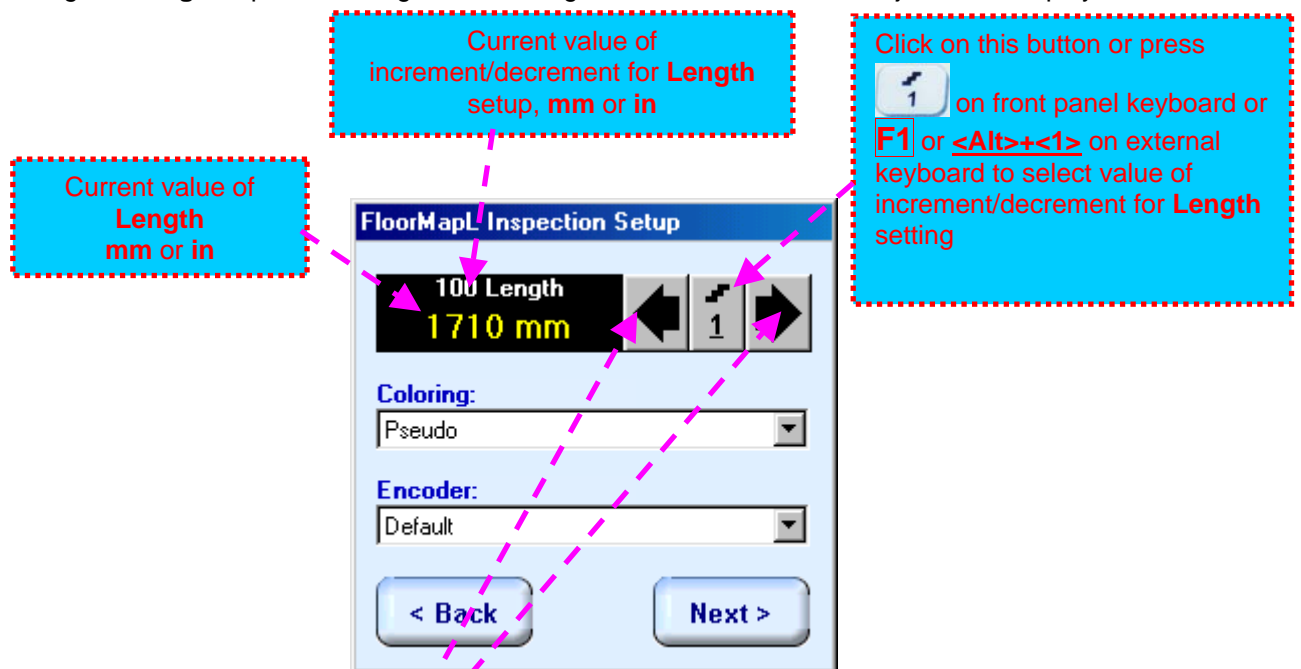 Current value of
increment/decrement for Length
setup, mm or in
Click on this button or press
1 on front panel keyboard or
F1 or <Alt>+<1> on external
keyboard to select value of
increment/decrement for Length
setting
Current value of
Length
mm or in
FloorMapL Inspection Setup
100 Length
1710 mm
1
Coloring:
Pseudo
Encoder:
Default
< Back
Next >